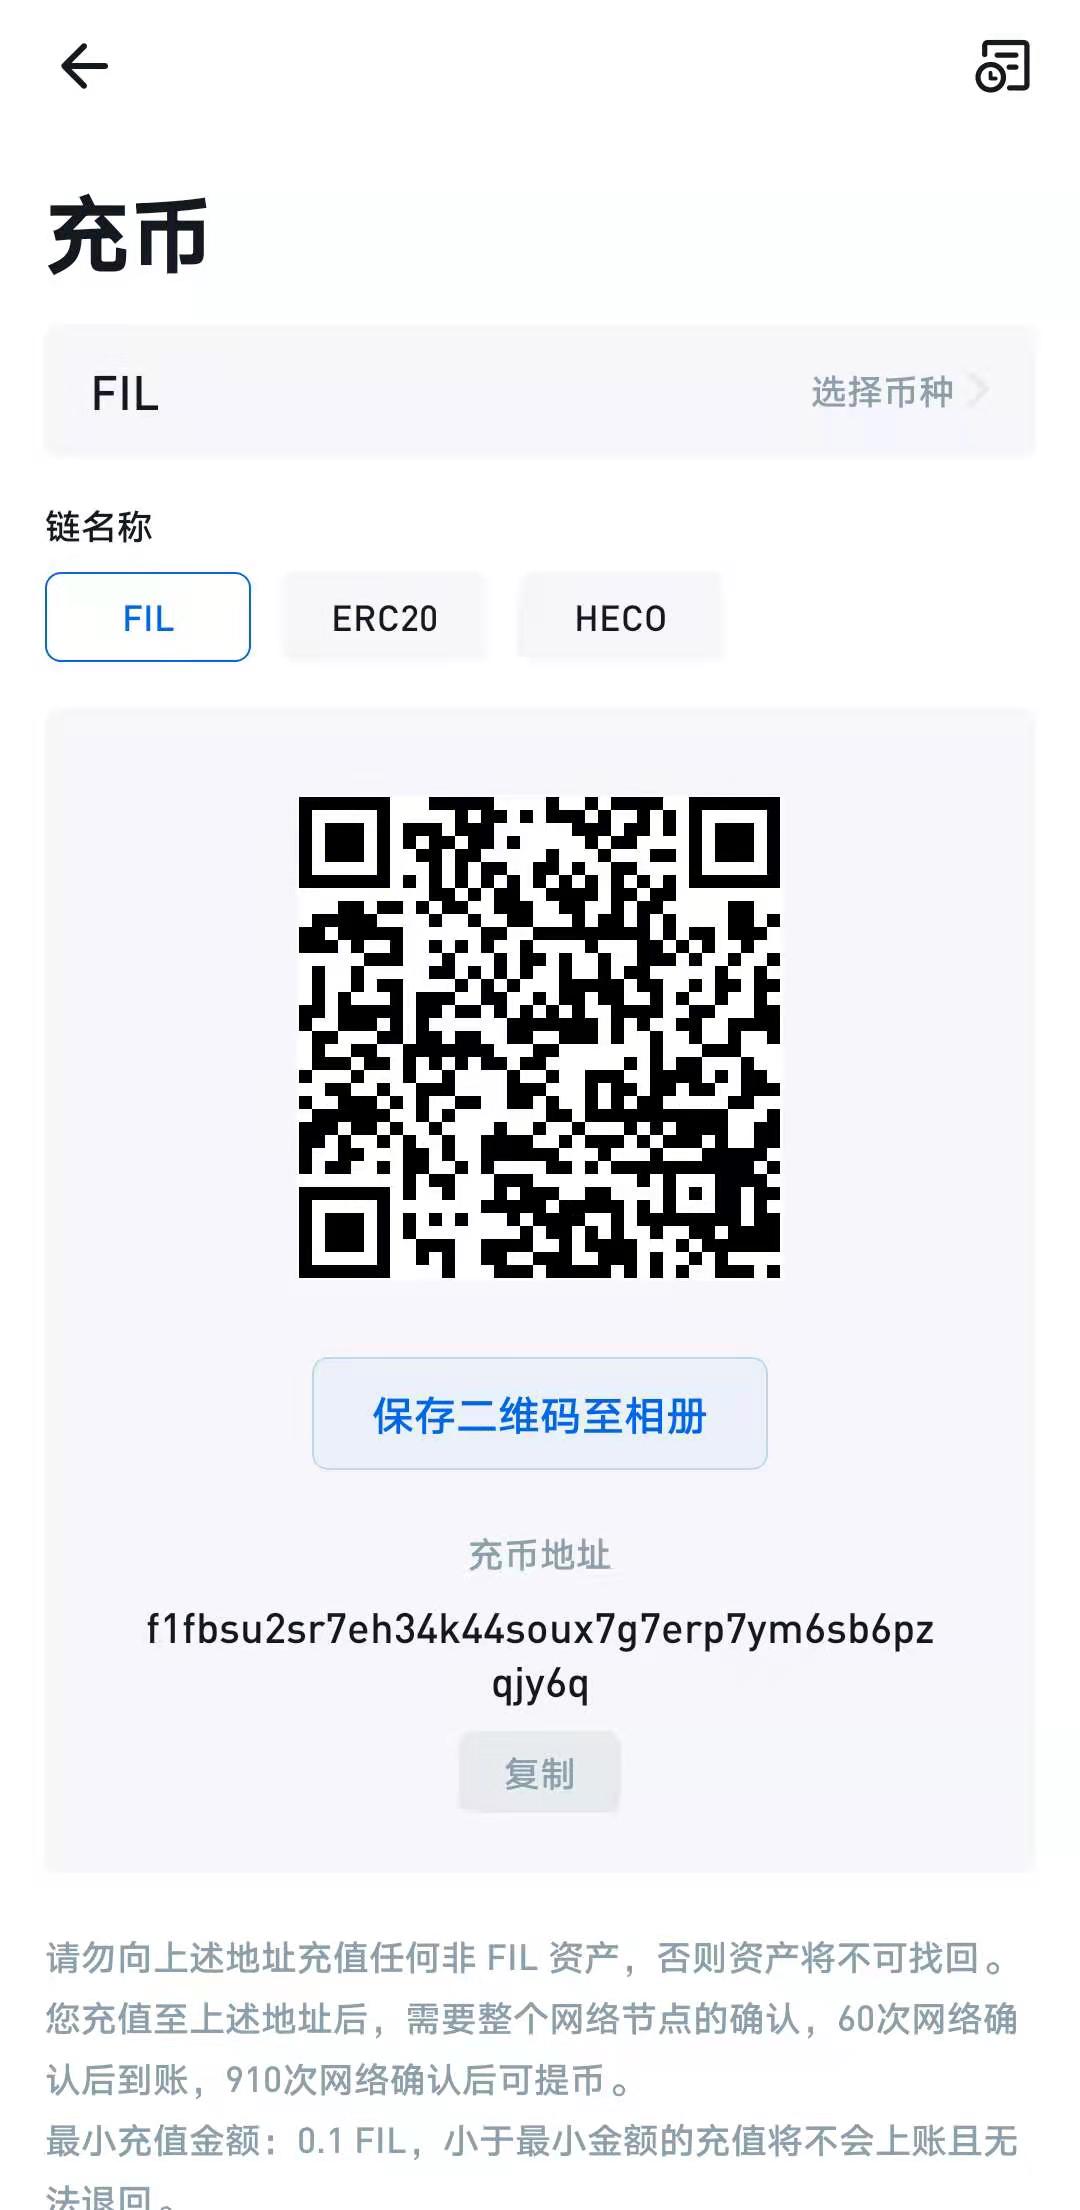 充币
FIL 选择币种
链名称
FIL ERC20 HECO
保存二维码至相册
充币地址
f1fbsu2sr7eh34k44soux7g7erp7ym6sb6pz
qjy6q
复制
请勿向上述地址充值任何非 FIL 资产，否则资产将不可找回。
您充值至上述地址后，需要整个网络节点的确认，60次网络确
认后到账，910次网络确认后可提币。
最小充值金额：0.1 FIL，小于最小金额的充值将不会上账且无
法退回。